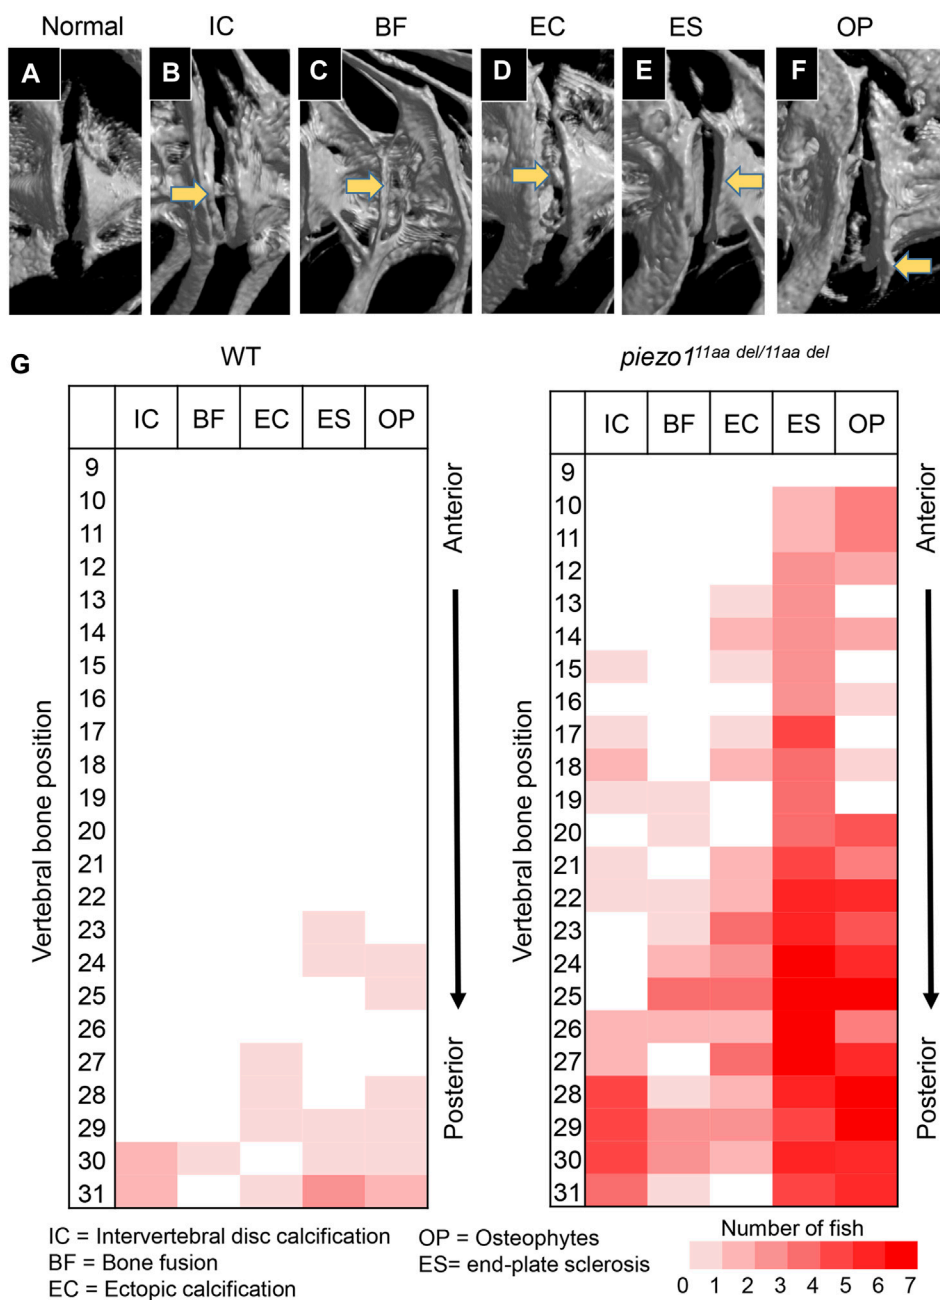 Normal IC BF EC ES OP
A B C D E F
G WT piezo1 11aa del/11aa del
IC BF EC ES OP IC BF EC ES OP
Vertebral bone position
9
10
11
12
13
14
15
16
17
18
19
20
21
22
23
24
25
26
27
28
29
30
31
Anterior
Posterior
Vertebral bone position
9
10
11
12
13
14
15
16
17
18
19
20
21
22
23
24
25
26
27
28
29
30
31
Anterior
Posterior
IC = Intervertebral disc calcification
BF = Bone fusion
EC = Ectopic calcification
OP = Osteophytes
ES= end-plate sclerosis
Number of fish
0 1 2 3 4 5 6 7